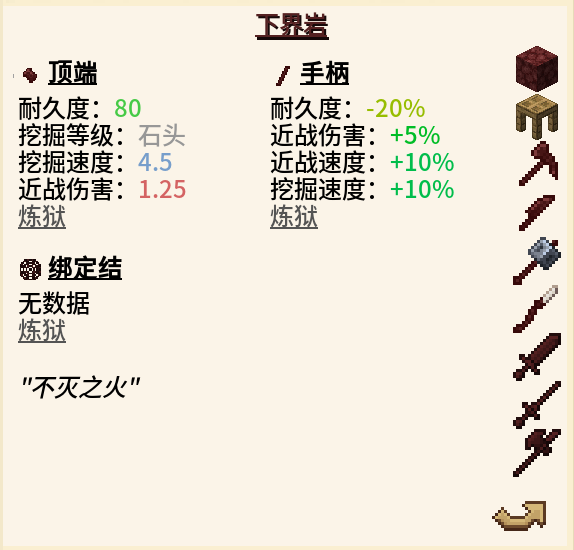 下界岩
顶端
耐久度：80
挖掘等级：石头
挖掘速度：4.5
近战伤害：1.25
炼狱
手柄
耐久度：-20%
近战伤害：+5%
近战速度：+10%
挖掘速度：+10%
炼狱
绑定结
无数据
炼狱
"不灭之火"